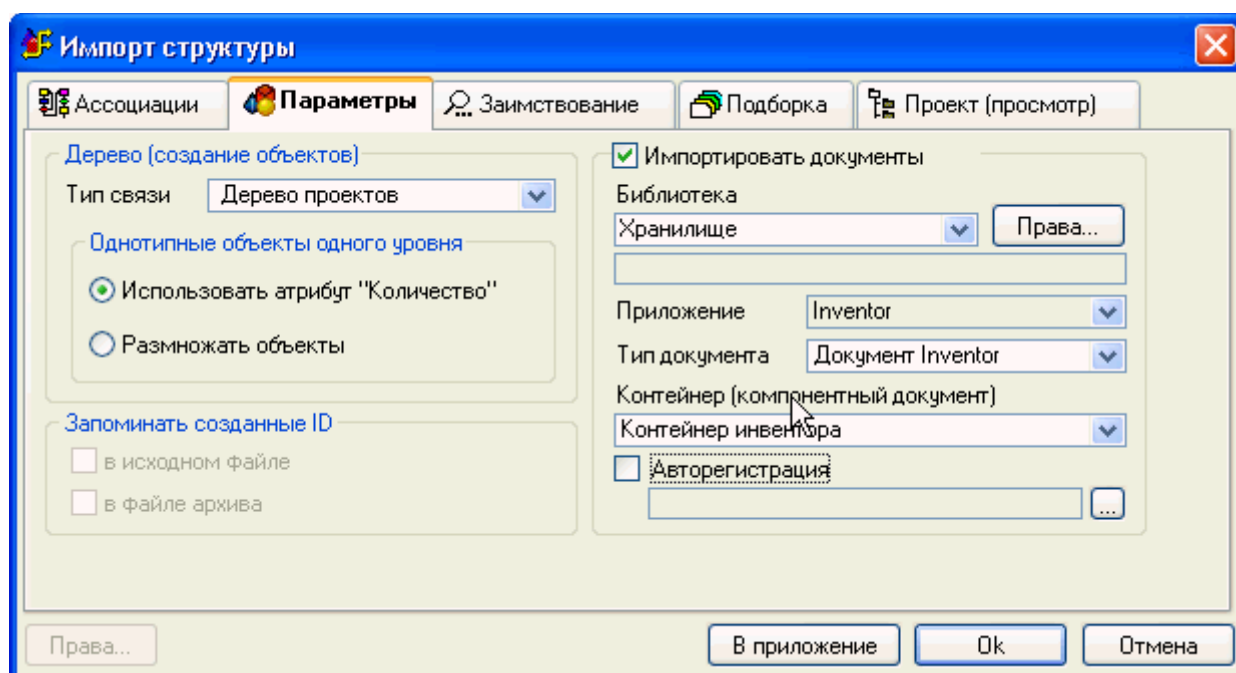 Импорт структуры
Ассоциации Параметры Заимствование Подборка Проект (просмотр)
Дерево (создание объектов)
Тип связи Дерево проектов
Однотипные объекты одного уровня
Использовать атрибут "Количество"
Размножать объекты
Запоминать созданные ID
в исходном файле
в файле архива
Импортировать документы
Библиотека
Хранилище Права...
Приложение Inventor
Тип документа Документ Inventor
Контейнер (компонентный документ)
Контейнер инвентора
Авторегистрация
...
Права... В приложение Ok Отмена